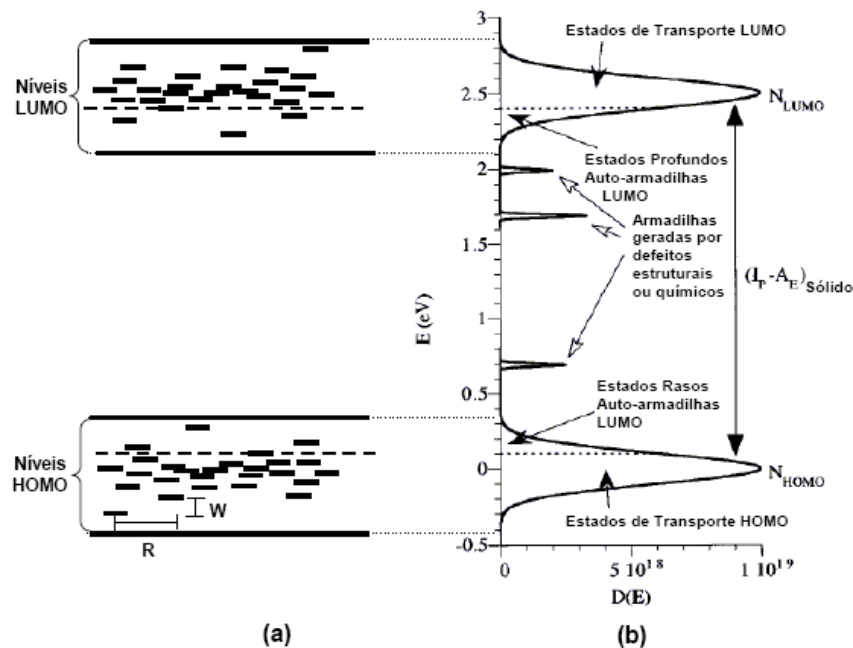 Níveis
LUMO
Níveis
HOMO
W
R
(a)
3
2.5
2
1.5
1
0.5
0
-0.5
E (eV)
Estados de Transporte LUMO
N_LUMO
Estados Profundos
Auto-armadilhas
LUMO
Armadilhas
geradas por
defeitos
estruturais
ou químicos
(I_P-A_E)_Sólido
Estados Rasos
Auto-armadilhas
LUMO
N_HOMO
Estados de Transporte HOMO
0
5 10^18
1 10^19
D(E)
(b)